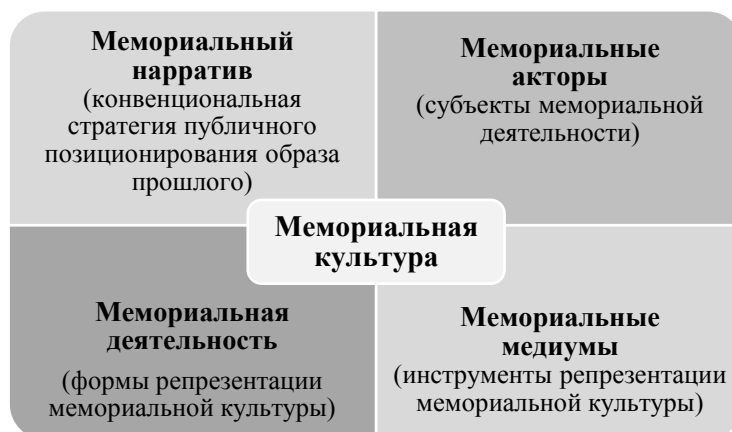 Мемориальный
нарратив
(конвенциональная
стратегия публичного
позиционирования образа
прошлого)
Мемориальные
акторы
(субъекты мемориальной
деятельности)
Мемориальная
культура
Мемориальная
деятельность
(формы репрезентации
мемориальной культуры)
Мемориальные
медиумы
(инструменты репрезентации
мемориальной культуры)